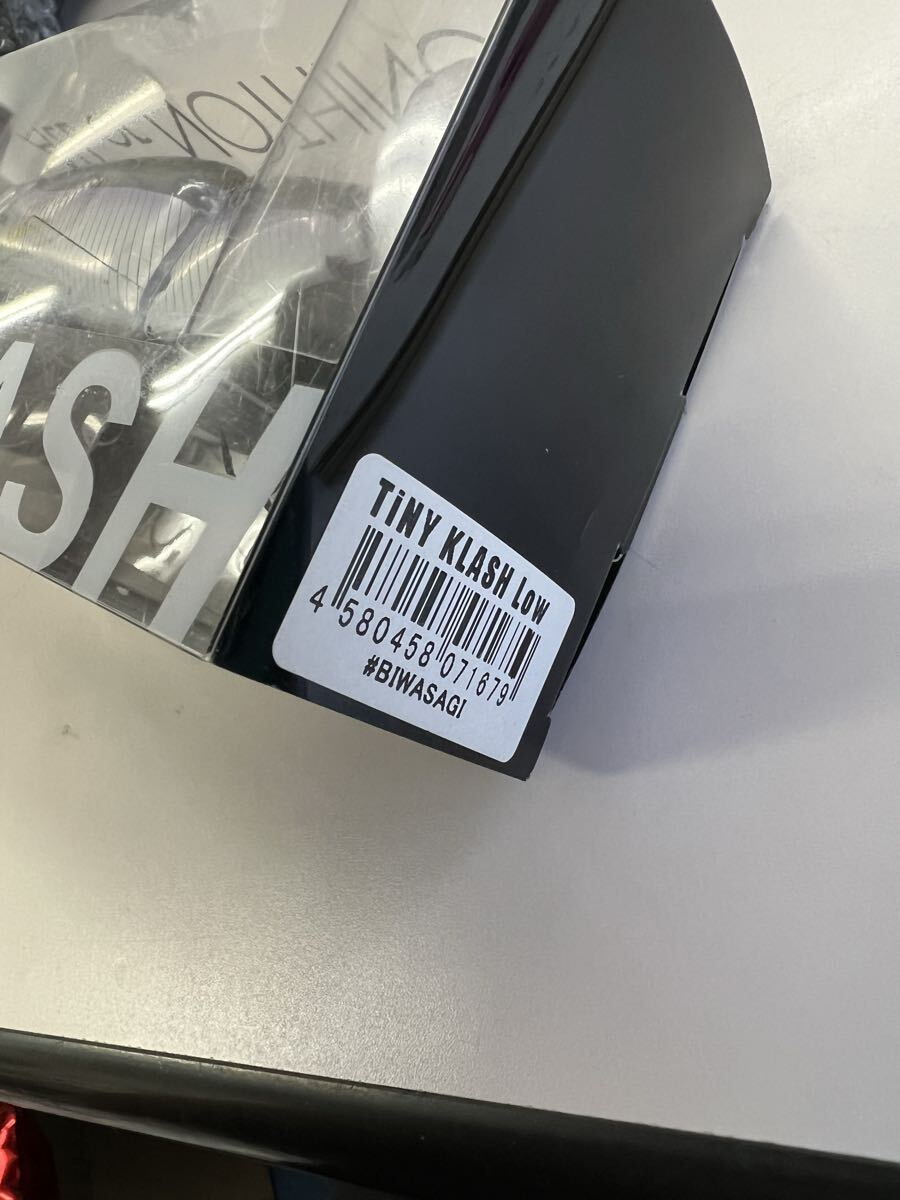 ASH
TiNY KLASH Low
4 580458 071679
#BIWASAGI